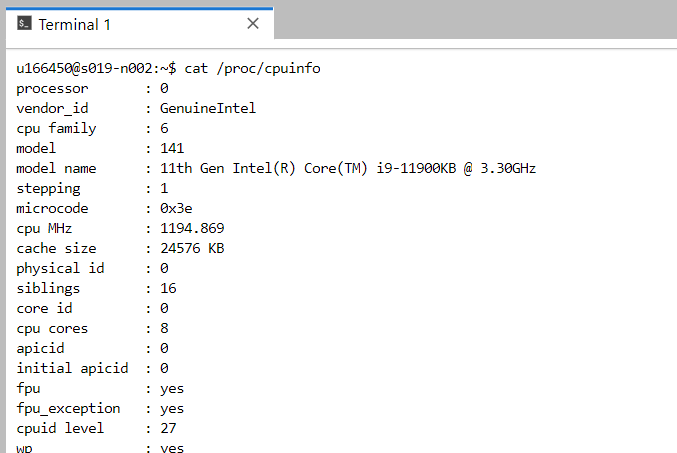 Terminal 1
u166450@s019-n002:~$ cat /proc/cpuinfo
processor : 0
vendor_id : GenuineIntel
cpu family : 6
model : 141
model name : 11th Gen Intel(R) Core(TM) i9-11900KB @ 3.30GHz
stepping : 1
microcode : 0x3e
cpu MHz : 1194.869
cache size : 24576 KB
physical id : 0
siblings : 16
core id : 0
cpu cores : 8
apicid : 0
initial apicid : 0
fpu : yes
fpu_exception : yes
cpuid level : 27
wp : yes